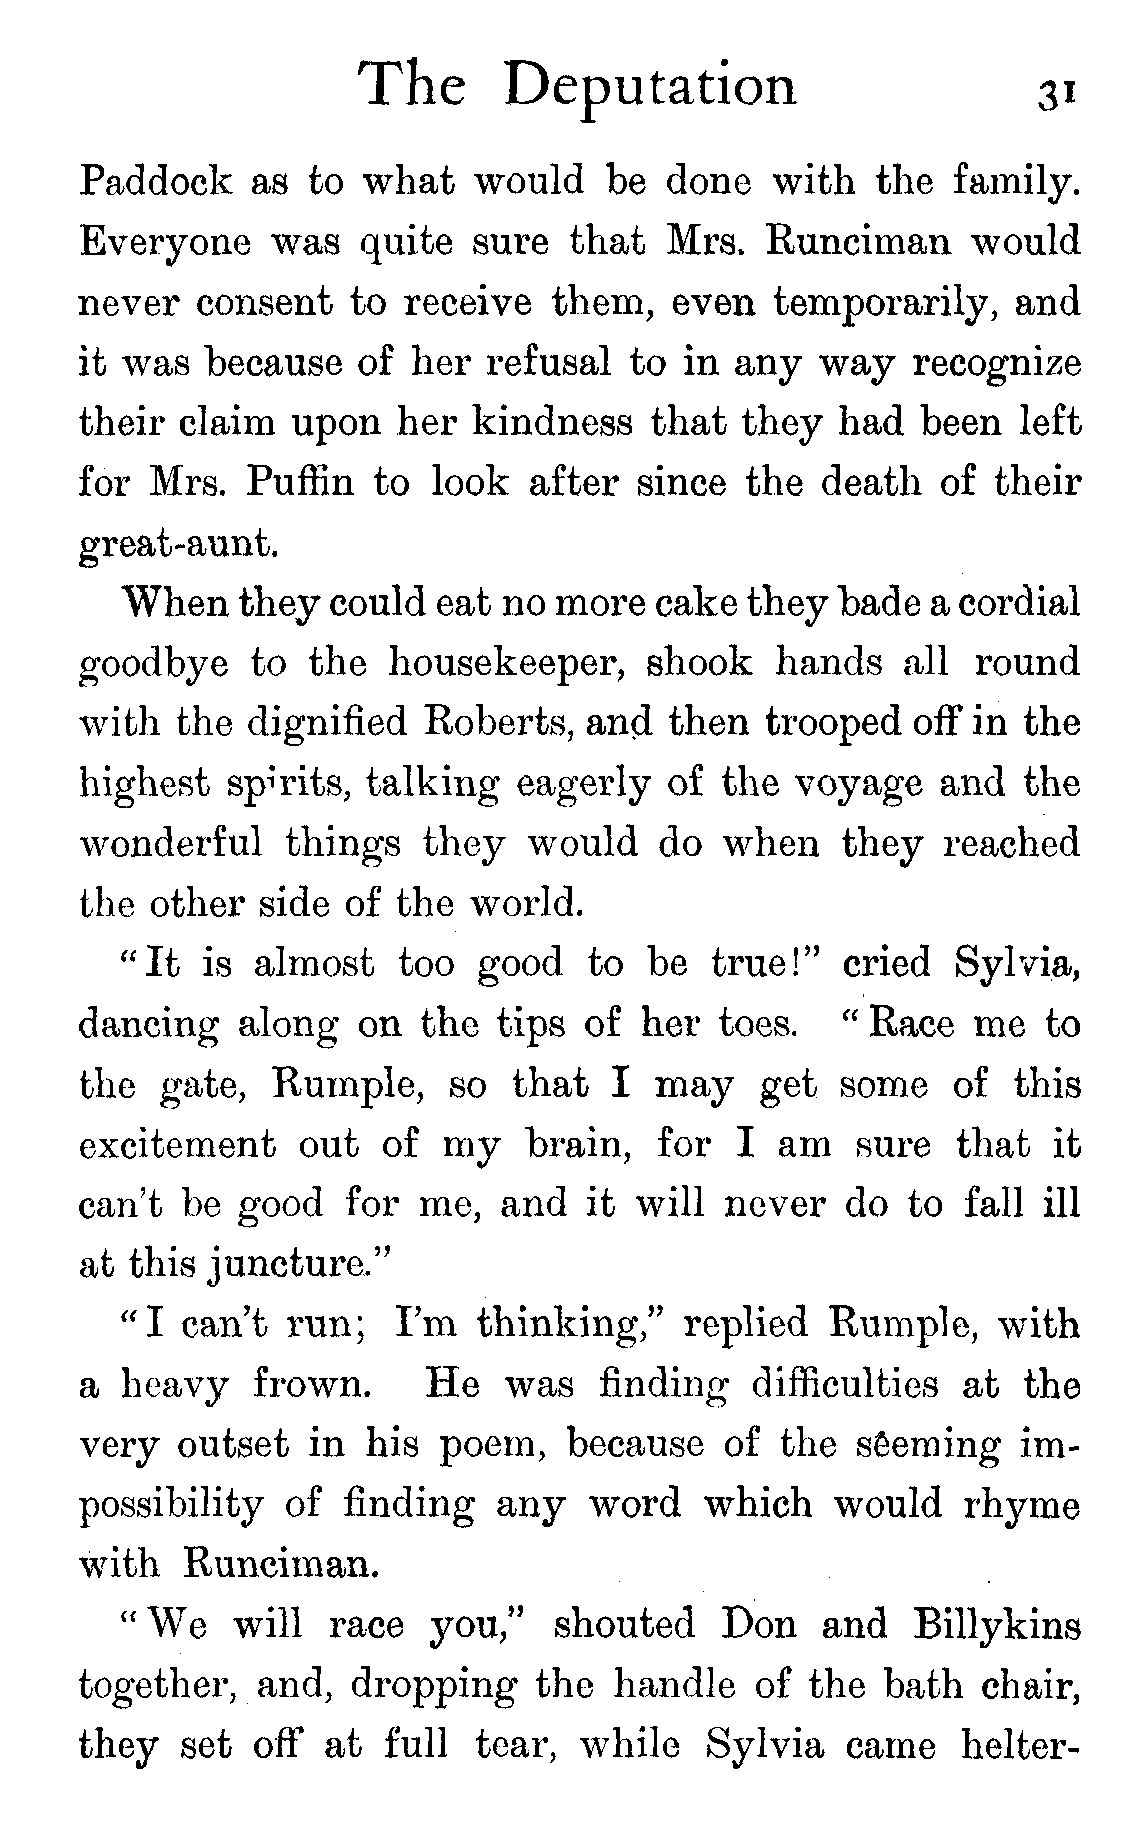 The Deputation 31
Paddock as to what would be done with the family.
Everyone was quite sure that Mrs. Runciman would
never consent to receive them, even temporarily, and
it was because of her refusal to in any way recognize
their claim upon her kindness that they had been left
for Mrs. Puffin to look after since the death of their
great-aunt.
When they could eat no more cake they bade a cordial
goodbye to the housekeeper, shook hands all round
with the dignified Roberts, and then trooped off in the
highest spirits, talking eagerly of the voyage and the
wonderful things they would do when they reached
the other side of the world.
“It is almost too good to be true!” cried Sylvia,
dancing along on the tips of her toes. “Race me to
the gate, Rumple, so that I may get some of this
excitement out of my brain, for I am sure that it
can’t be good for me, and it will never do to fall ill
at this juncture.”
“I can’t run; I’m thinking,” replied Rumple, with
a heavy frown. He was finding difficulties at the
very outset in his poem, because of the seeming im-
possibility of finding any word which would rhyme
with Runciman.
“We will race you,” shouted Don and Billykins
together, and, dropping the handle of the bath chair,
they set off at full tear, while Sylvia came helter-